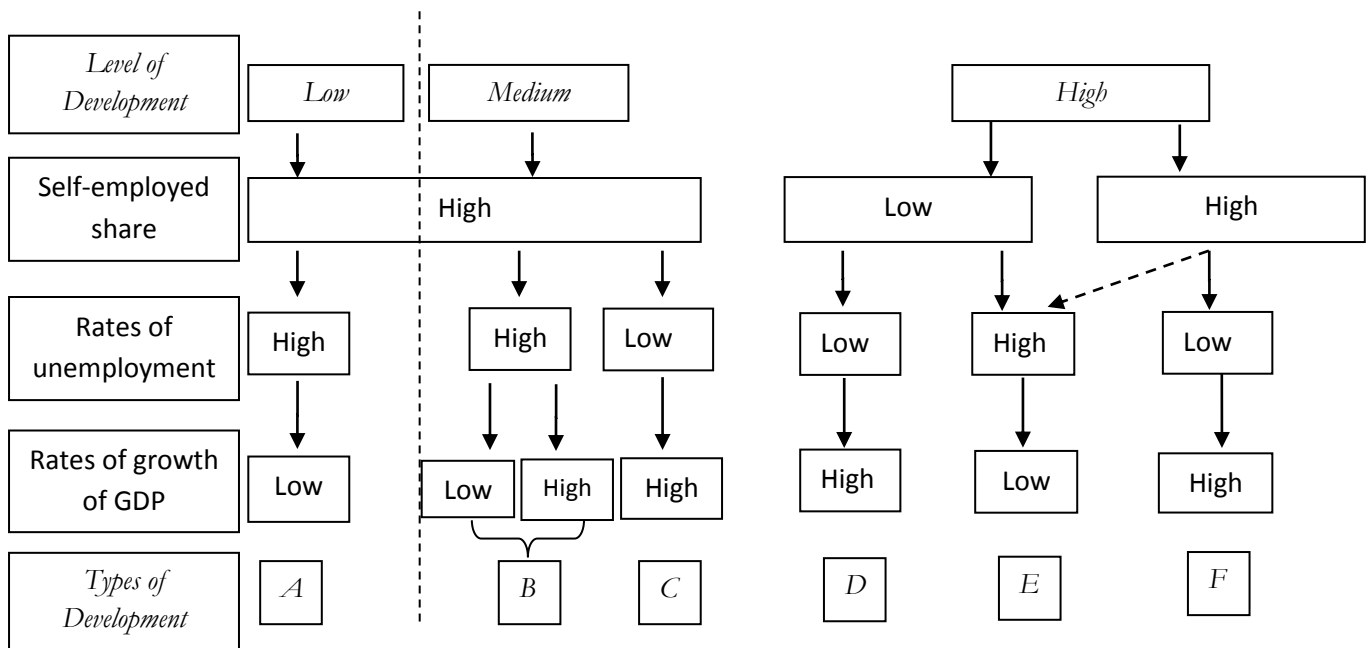 Level of
Development
Low
Medium
High
Self-employed
share
High
Low
High
Rates of
unemployment
High
High
Low
Low
High
Low
Rates of growth
of GDP
Low
Low
High
High
High
Low
High
Types of
Development
A
B
C
D
E
F